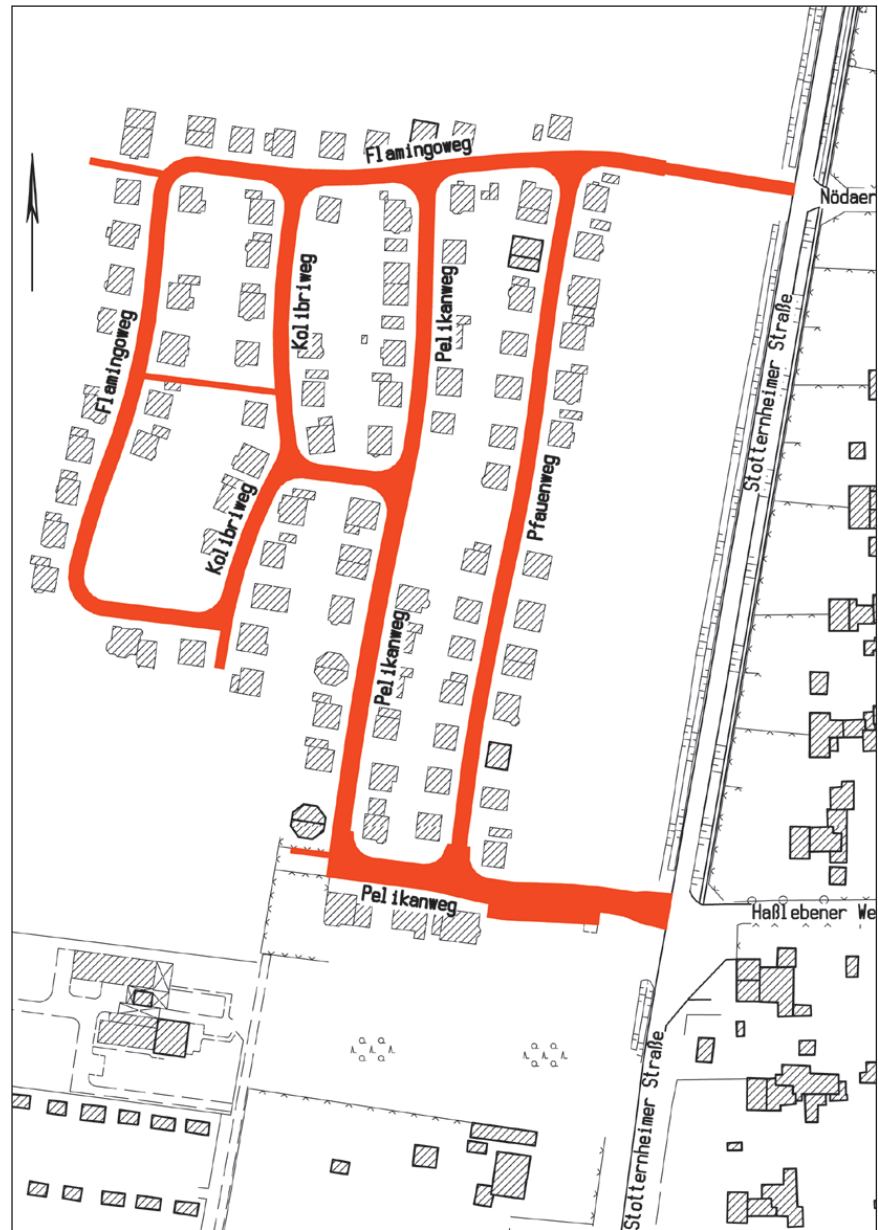 Flamingoweg
Nödaer
Kolibriweg
Pelikanweg
Stotternheimer Straße
Flamingoweg
Pfauenweg
Kolibriweg
Pelikanweg
Pelikanweg
Haßlebener We
Stotternheimer Straße